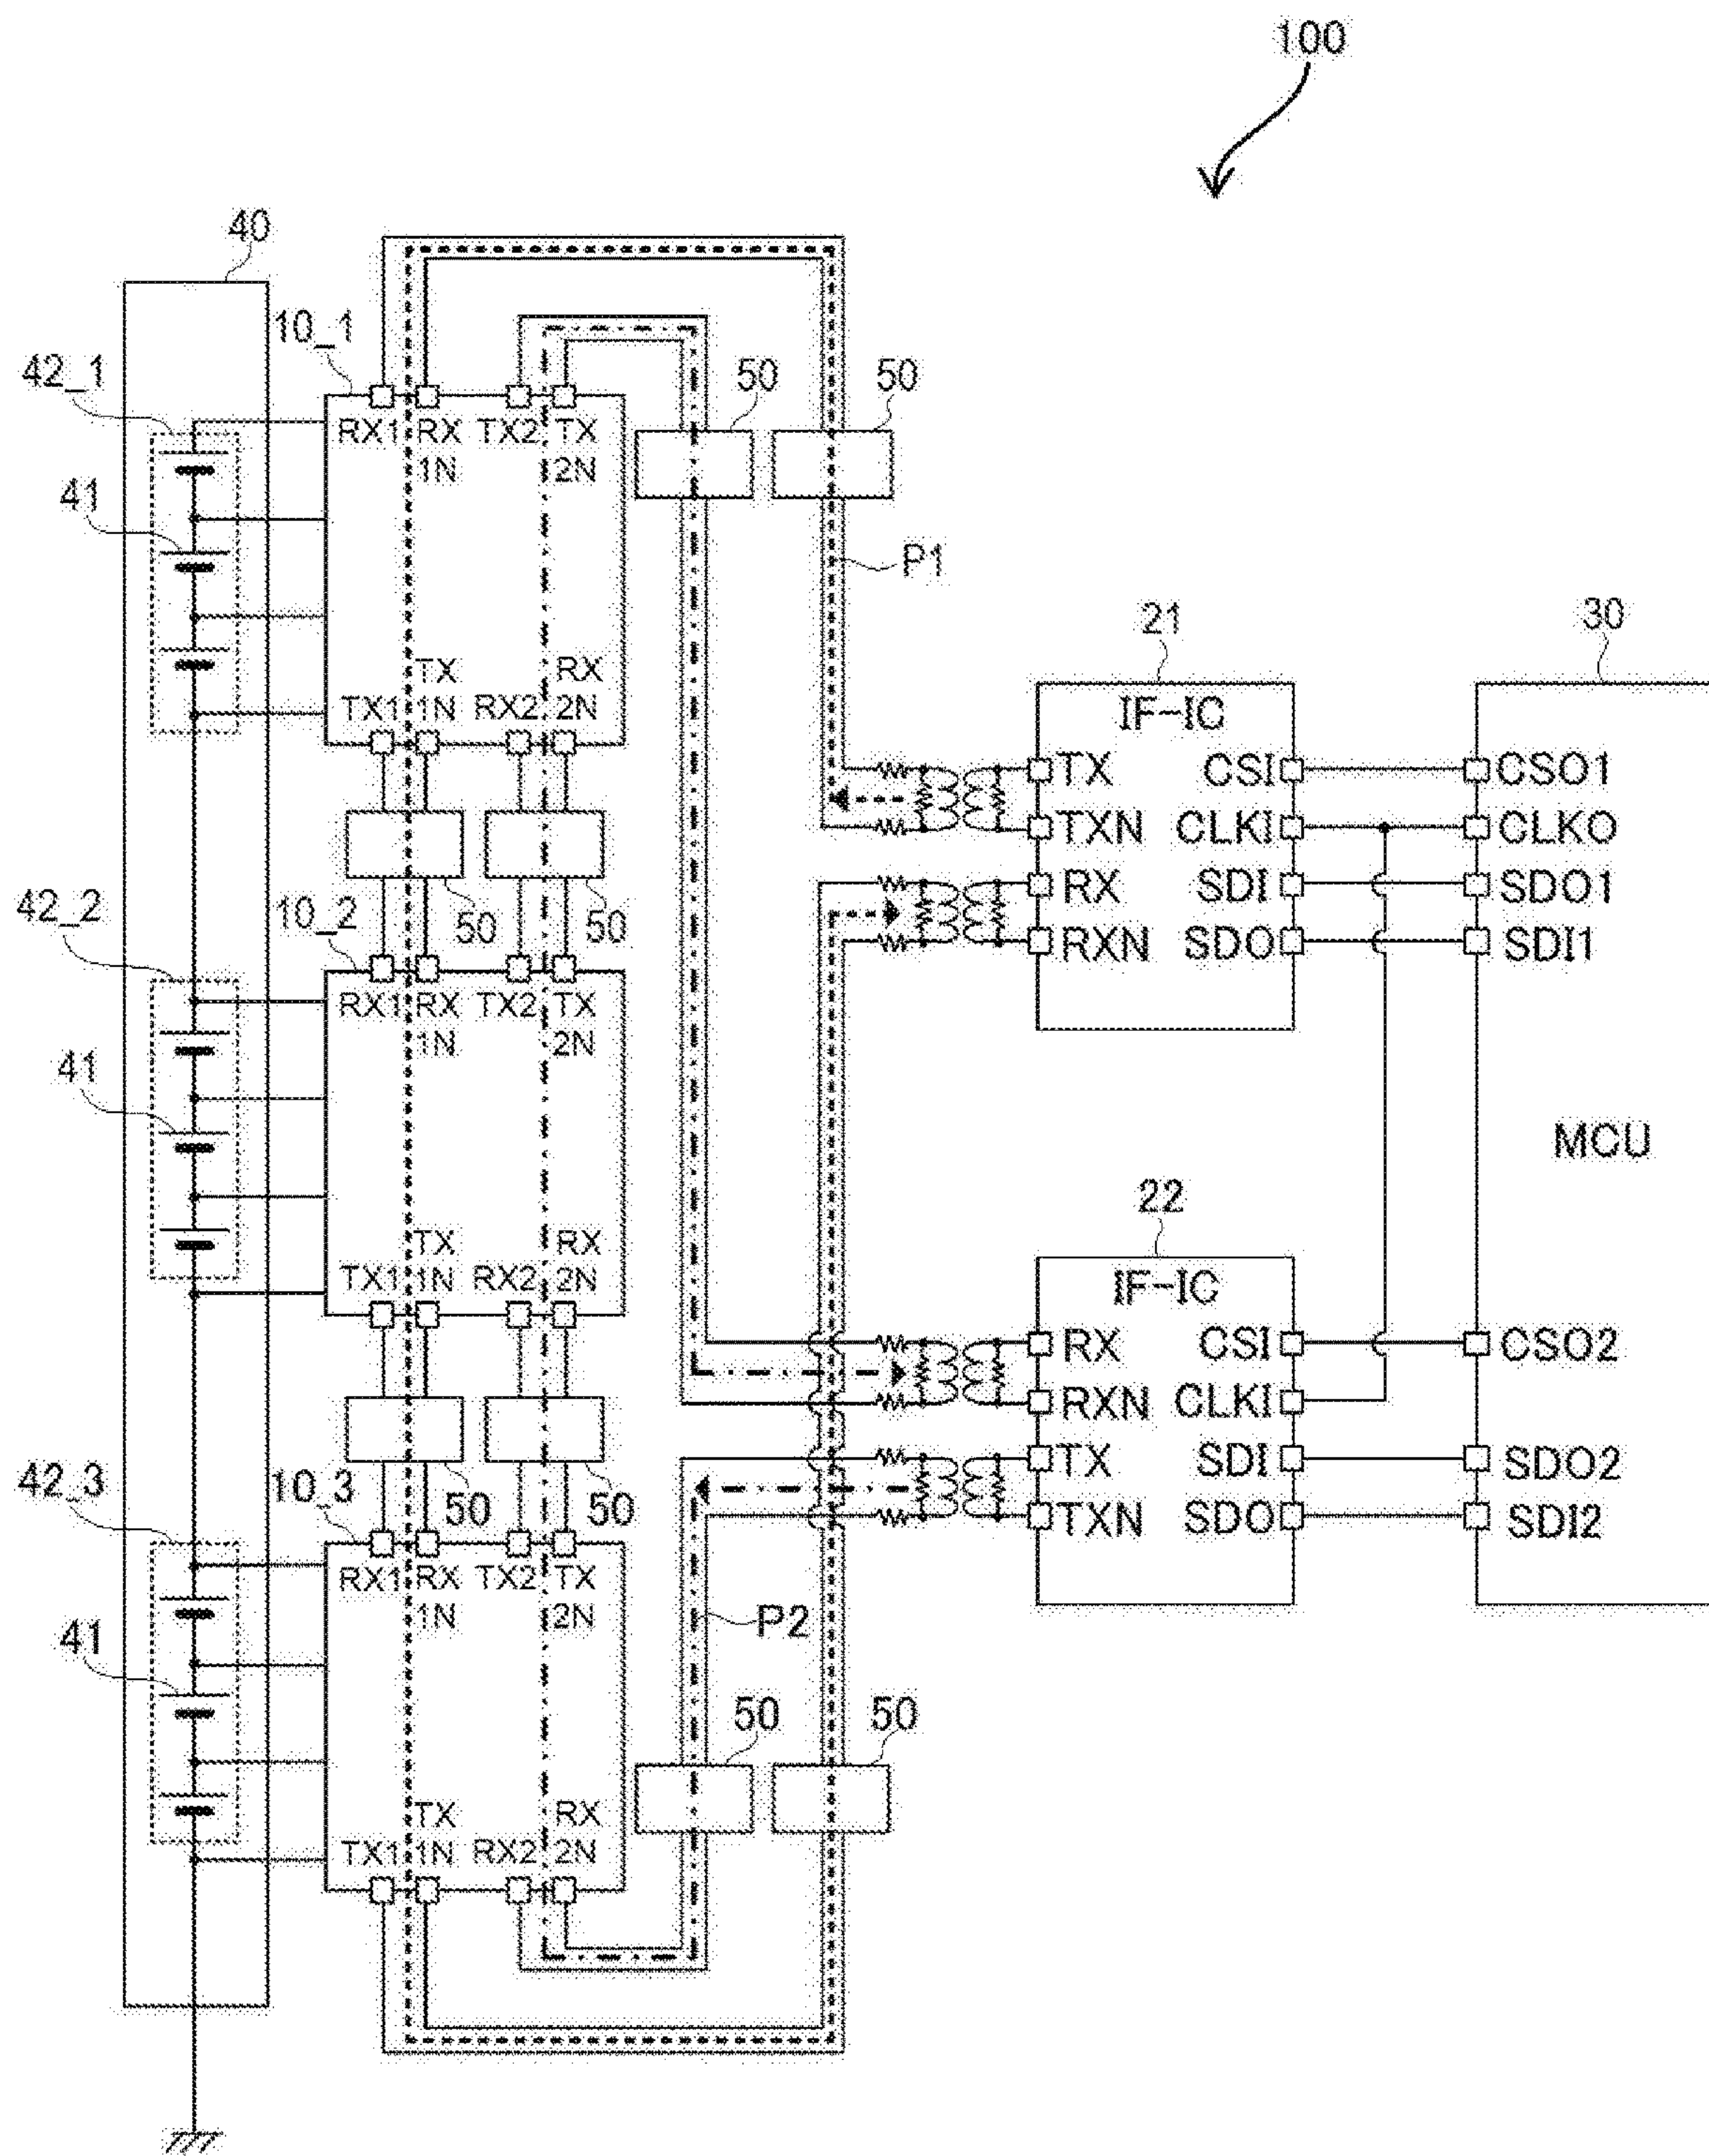 100
40
10_1
42_1
50
50
RX1 RX TX2 TX
1N 2N
41
P1
21
30
IF-IC
TX RX
TX1 1N RX2 2N
TX CSI CSO1
TXN CLKI CLKO
RX SDI SDO1
RXN SDO SDI1
42_2
10_2
50
50
RX1 RX TX2 TX
1N 2N
41
MCU
22
TX RX
TX1 1N RX2 2N
IF-IC
RX CSI CSO2
RXN CLKI
TX SDI SDO2
TXN SDO SDI2
42_3
10_3
50
50
RX1 RX TX2 TX
1N 2N
P2
41
50
50
TX RX
TX1 1N RX2 2N